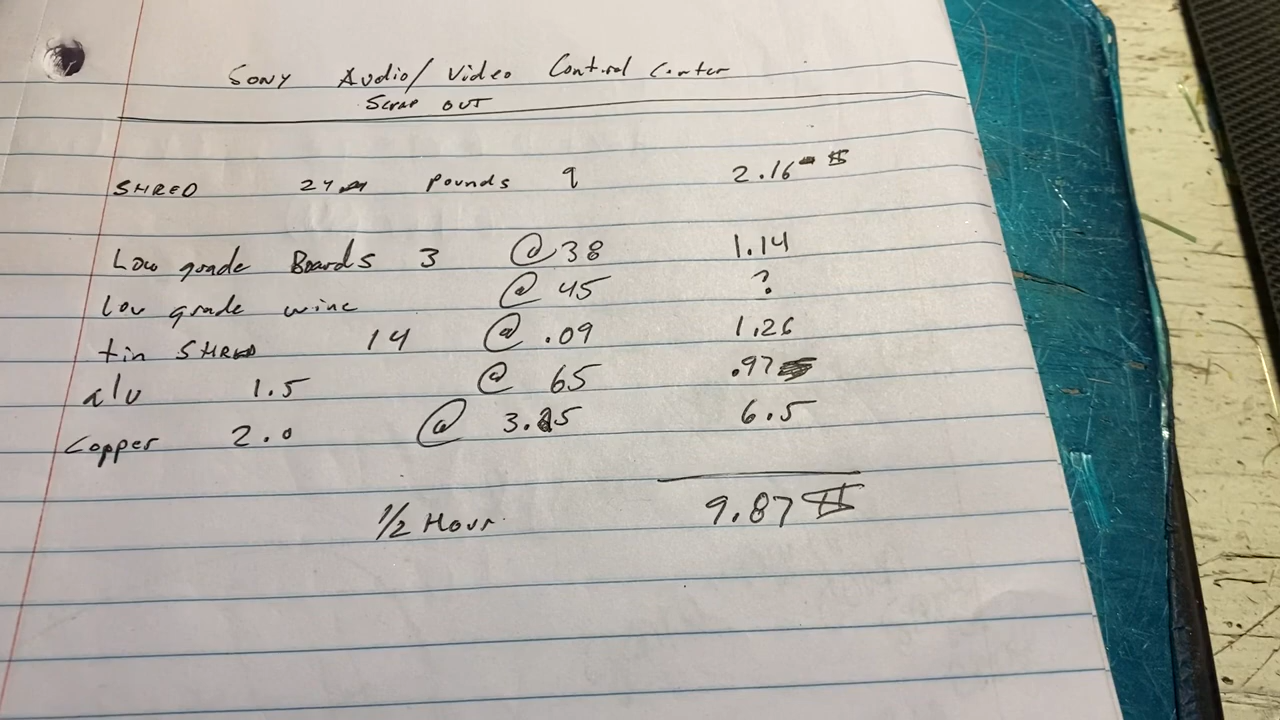 Sony Audio/Video Control Center
Scrap out
SHRED 24 pounds 9 2.16 $
Low grade Boards 3 @ 38 1.14
low grade wire @ 45 ?
tin SHRED 14 @ .09 1.26
alu 1.5 @ 65 .97
Copper 2.0 @ 3.25 6.5
1/2 Hour 9.87 $